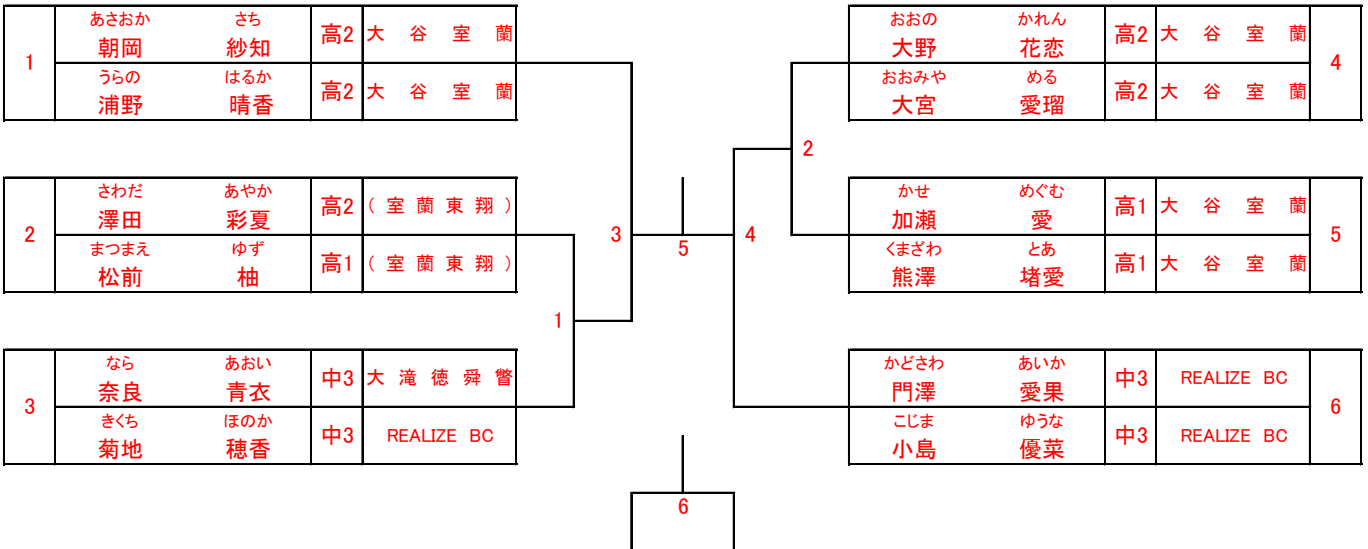 1
あさおか さち
朝岡 紗知 高2 大谷室蘭
うらの はるか
浦野 晴香 高2 大谷室蘭
2
さわだ あやか
澤田 彩夏 高2 (室蘭東翔)
まつまえ ゆず
松前 柚 高1 (室蘭東翔)
3
なら あおい
奈良 青衣 中3 大滝徳舜瞥
きくち ほのか
菊地 穂香 中3 REALIZE BC
1
3
5
6
4
2
おおの かれん
大野 花恋 高2 大谷室蘭
おおみや める
大宮 愛瑠 高2 大谷室蘭
4
かせ めぐむ
加瀬 愛 高1 大谷室蘭
くまざわ とあ
熊澤 堵愛 高1 大谷室蘭
5
かどさわ あいか
門澤 愛果 中3 REALIZE BC
こじま ゆうな
小島 優菜 中3 REALIZE BC
6